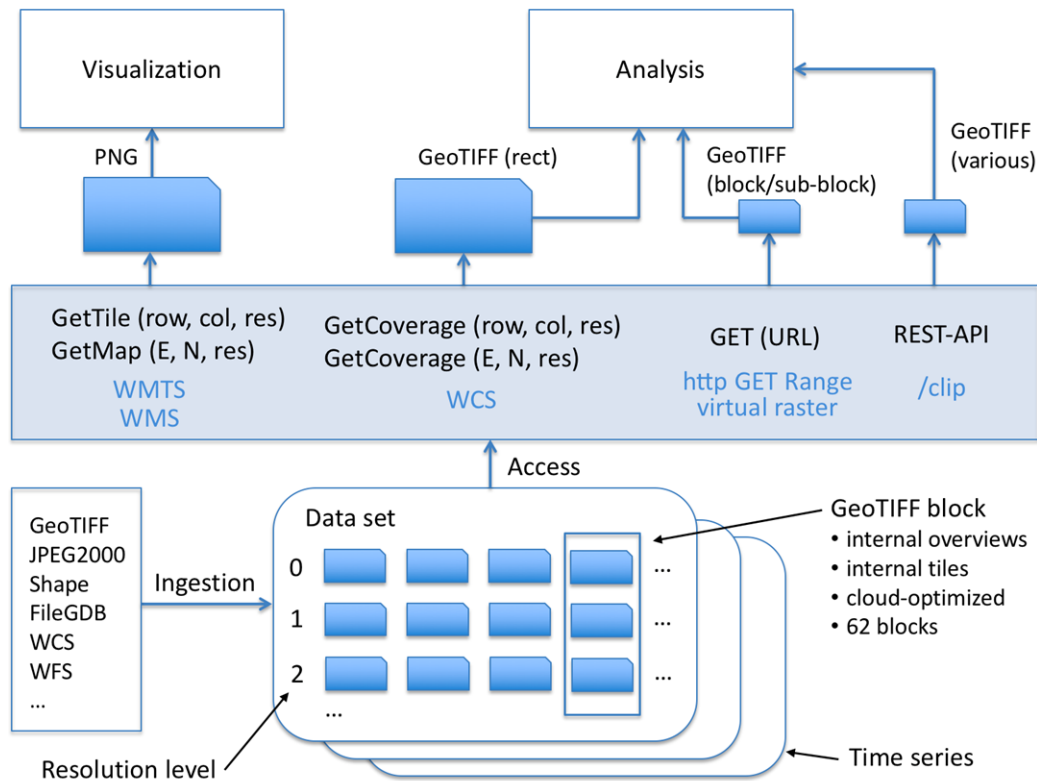 Visualization
Analysis
PNG
GeoTIFF (rect)
GeoTIFF
(block/sub-block)
GeoTIFF
(various)
GetTile (row, col, res)
GetMap (E, N, res)
WMTS
WMS
GetCoverage (row, col, res)
GetCoverage (E, N, res)
WCS
GET (URL)
http GET Range
virtual raster
REST-API
/clip
Access
GeoTIFF
JPEG2000
Shape
FileGDB
WCS
WFS
...
Ingestion
Data set
0
...
1
...
2
...
...
GeoTIFF block
• internal overviews
• internal tiles
• cloud-optimized
• 62 blocks
Resolution level
Time series